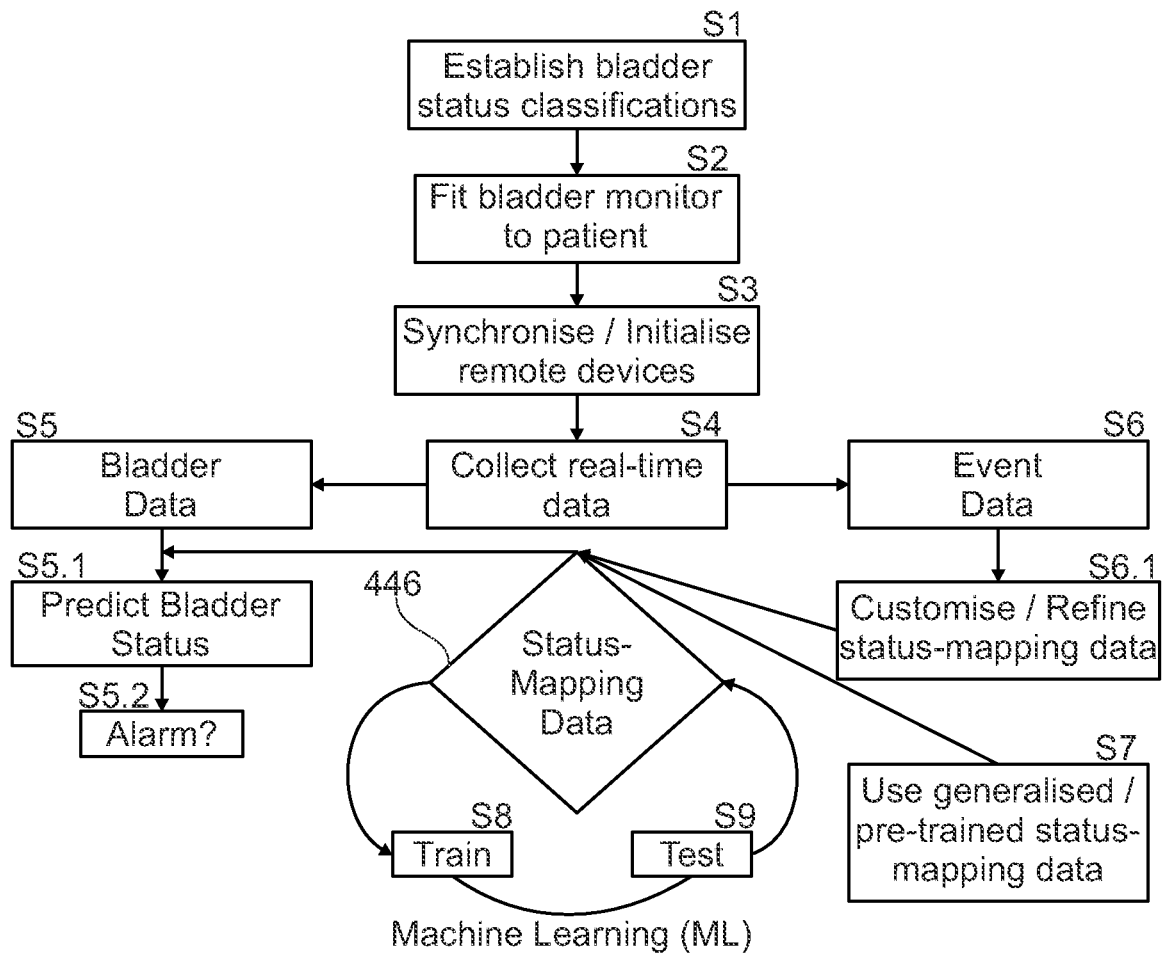 S1
Establish bladder
status classifications
S2
Fit bladder monitor
to patient
S3
Synchronise / Initialise
remote devices
S5
Bladder
Data
S4
Collect real-time
data
S6
Event
Data
S5.1
Predict Bladder
Status
S5.2
Alarm?
446
Status-
Mapping
Data
S6.1
Customise / Refine
status-mapping data
S7
Use generalised /
pre-trained status-
mapping data
S8
Train
S9
Test
Machine Learning (ML)